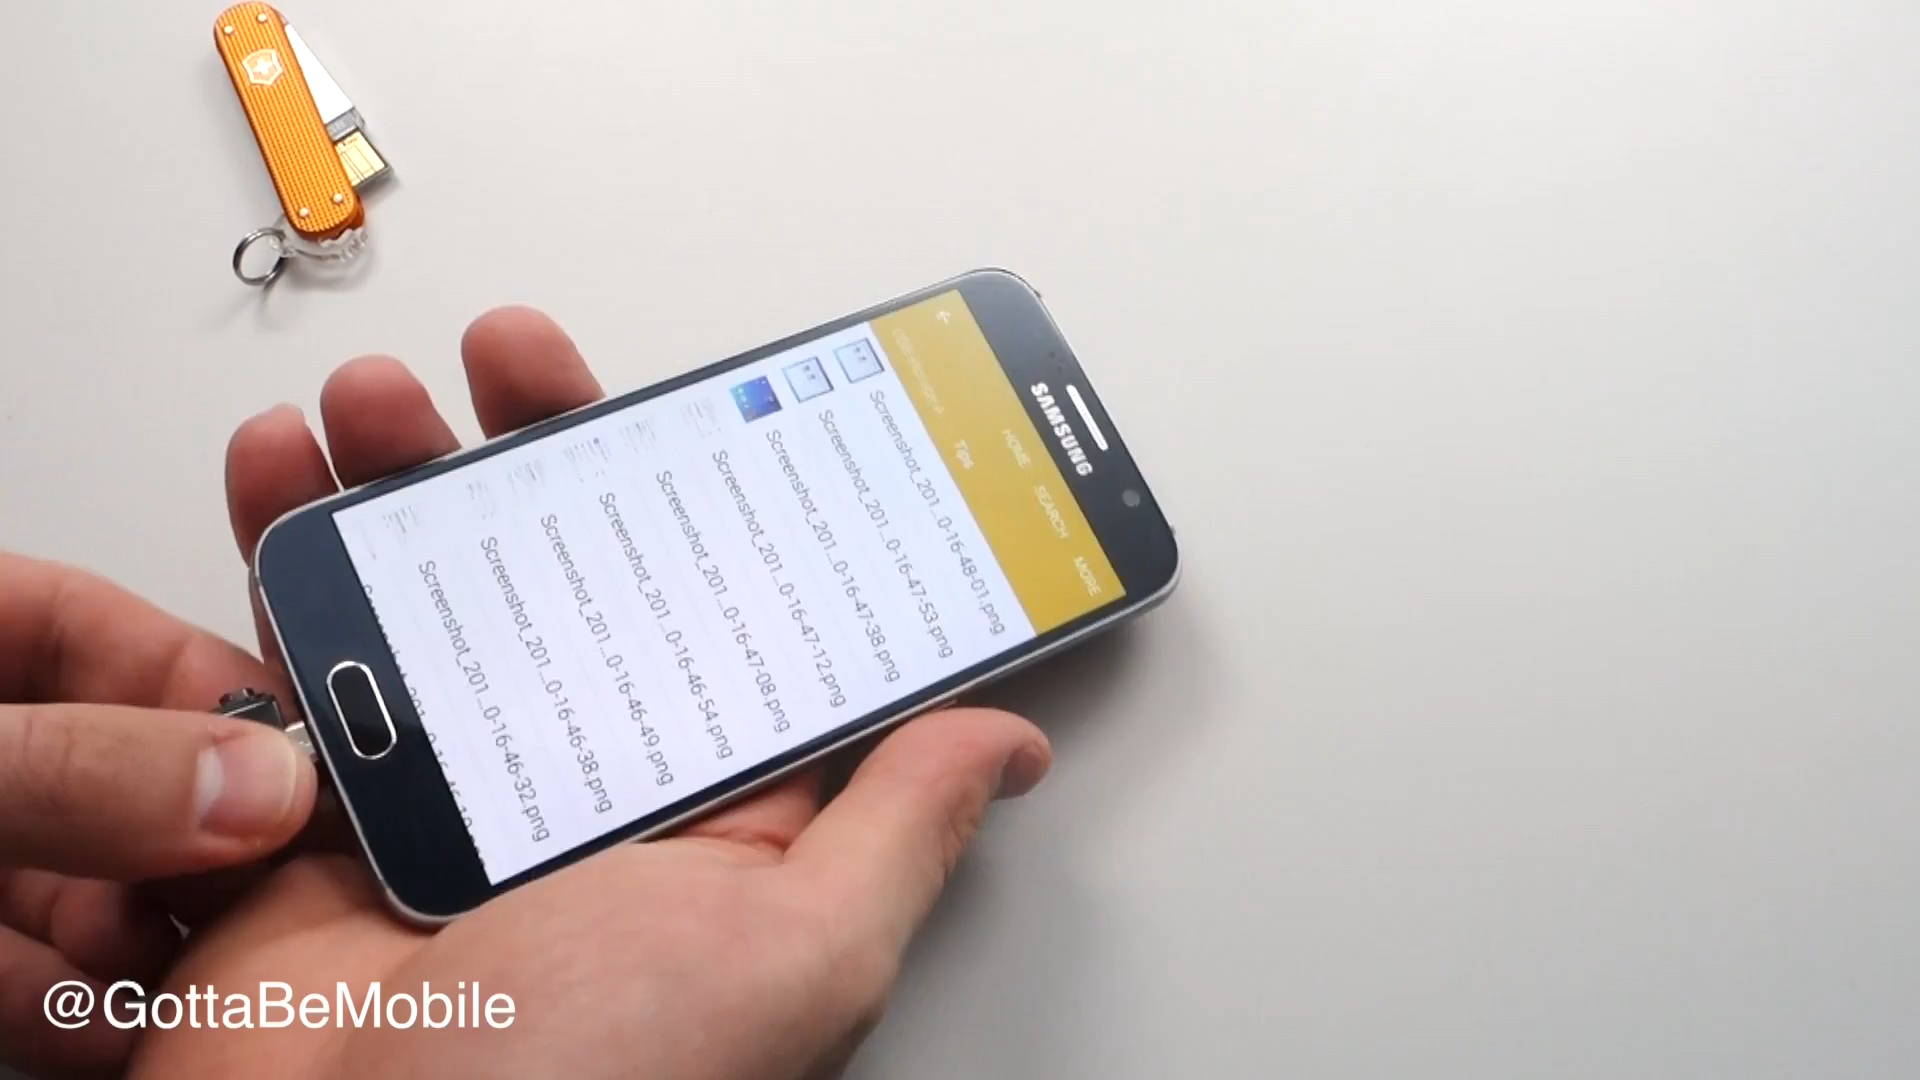 SAMSUNG
HOME
SEARCH
MORE
Tips
Screenshot_201...0-16-48-01.png
Screenshot_201...0-16-47-53.png
Screenshot_201...0-16-47-38.png
Screenshot_201...0-16-47-12.png
Screenshot_201...0-16-47-08.png
Screenshot_201...0-16-46-54.png
Screenshot_201...0-16-46-49.png
Screenshot_201...0-16-46-38.png
Screenshot_201...0-16-46-32.png
@GottaBeMobile